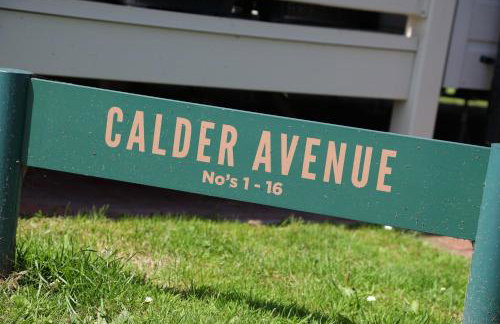 CALDER AVENUE
No's 1 - 16